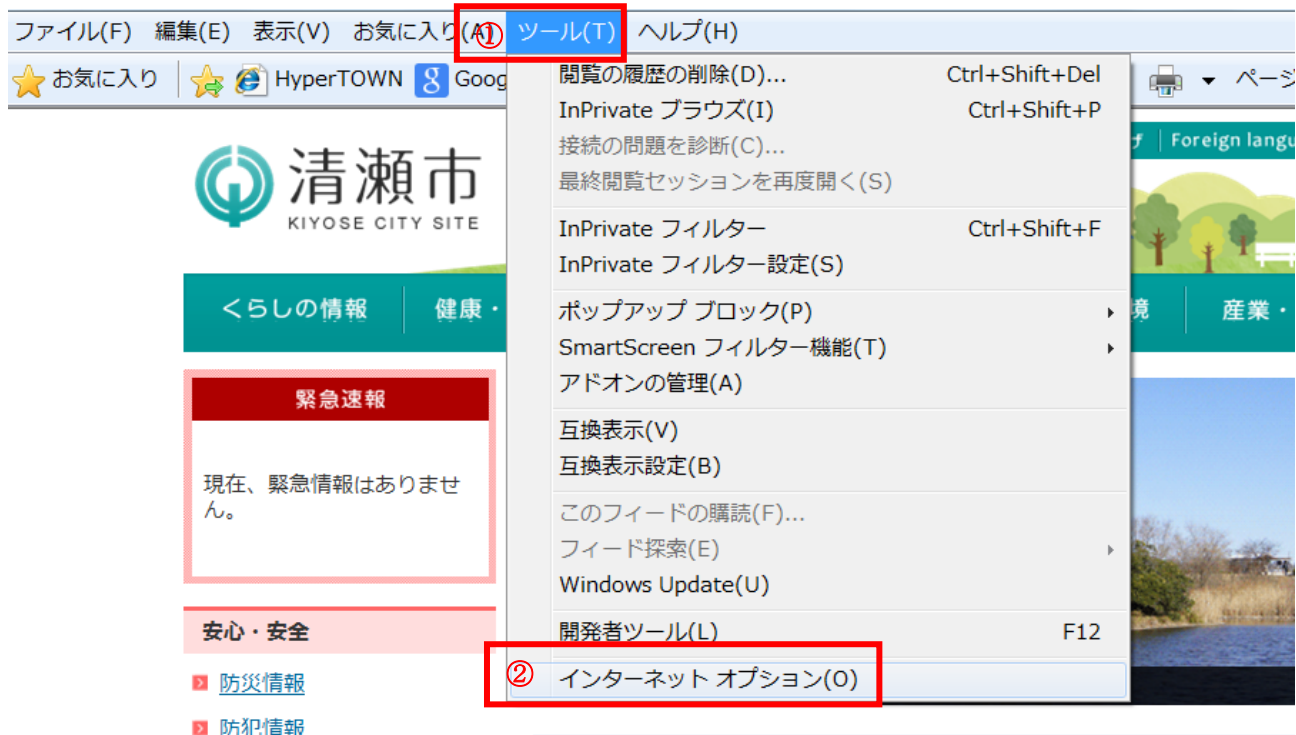 ファイル(F) 編集(E) 表示(V) お気に入り(A) ① ツール(T) ヘルプ(H)
お気に入り HyperTOWN Goog
ページ
閲覧の履歴の削除(D)... Ctrl+Shift+Del
InPrivate ブラウズ(I) Ctrl+Shift+P
接続の問題を診断(C)...
最終閲覧セッションを再度開く(S)
InPrivate フィルター Ctrl+Shift+F
InPrivate フィルター設定(S)
ポップアップ ブロック(P)
SmartScreen フィルター機能(T)
アドオンの管理(A)
互換表示(V)
互換表示設定(B)
このフィードの購読(F)...
フィード探索(E)
Windows Update(U)
開発者ツール(L) F12
② インターネット オプション(O)
Foreign langu
清瀬市
KIYOSE CITY SITE
くらしの情報 健康・ 境 産業・
緊急速報
現在、緊急情報はありませ
ん。
安心・安全
防災情報
防犯情報